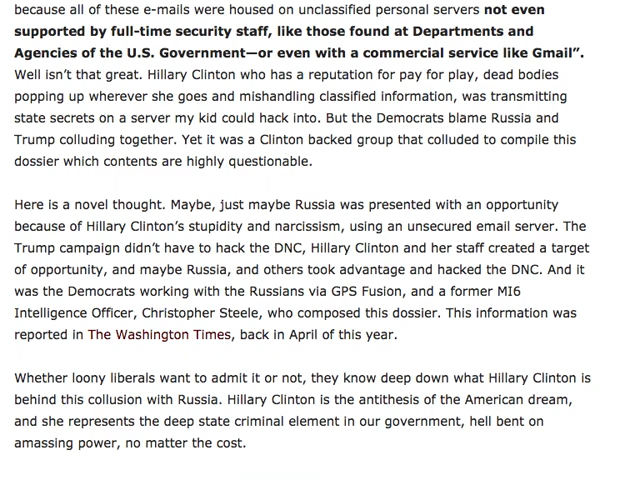 because all of these e-mails were housed on unclassified personal servers not even
supported by full-time security staff, like those found at Departments and
Agencies of the U.S. Government—or even with a commercial service like Gmail”.
Well isn’t that great. Hillary Clinton who has a reputation for pay for play, dead bodies
popping up wherever she goes and mishandling classified information, was transmitting
state secrets on a server my kid could hack into. But the Democrats blame Russia and
Trump colluding together. Yet it was a Clinton backed group that colluded to compile this
dossier which contents are highly questionable.
Here is a novel thought. Maybe, just maybe Russia was presented with an opportunity
because of Hillary Clinton’s stupidity and narcissism, using an unsecured email server. The
Trump campaign didn’t have to hack the DNC, Hillary Clinton and her staff created a target
of opportunity, and maybe Russia, and others took advantage and hacked the DNC. And it
was the Democrats working with the Russians via GPS Fusion, and a former MI6
Intelligence Officer, Christopher Steele, who composed this dossier. This information was
reported in The Washington Times, back in April of this year.
Whether loony liberals want to admit it or not, they know deep down what Hillary Clinton is
behind this collusion with Russia. Hillary Clinton is the antithesis of the American dream,
and she represents the deep state criminal element in our government, hell bent on
amassing power, no matter the cost.